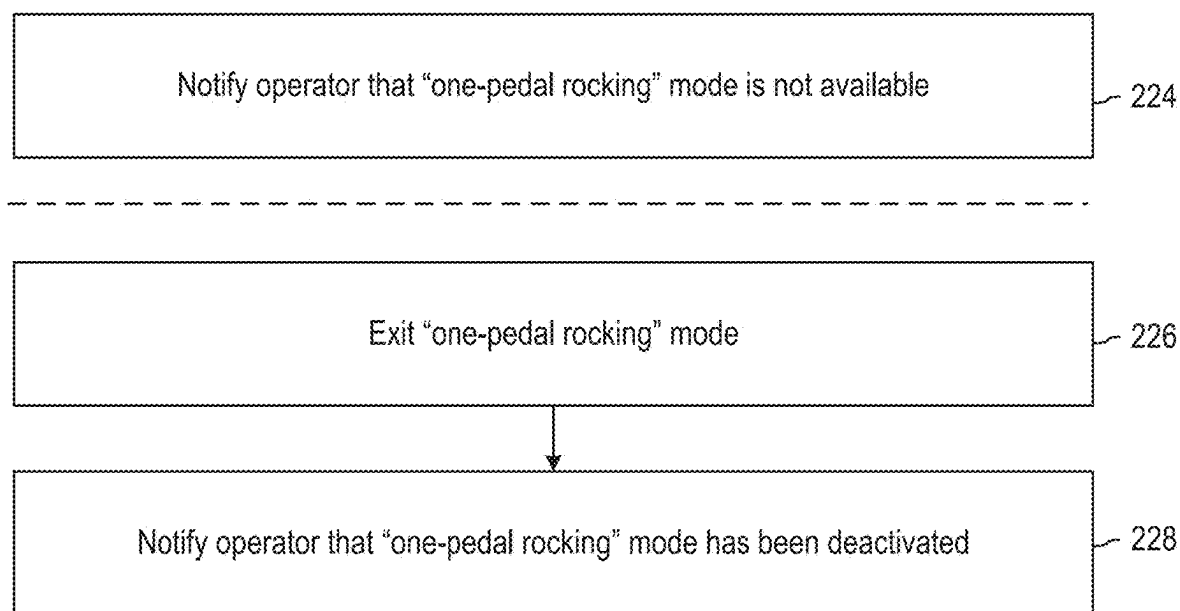 Notify operator that “one-pedal rocking” mode is not available
224
Exit “one-pedal rocking” mode
226
Notify operator that “one-pedal rocking” mode has been deactivated
228